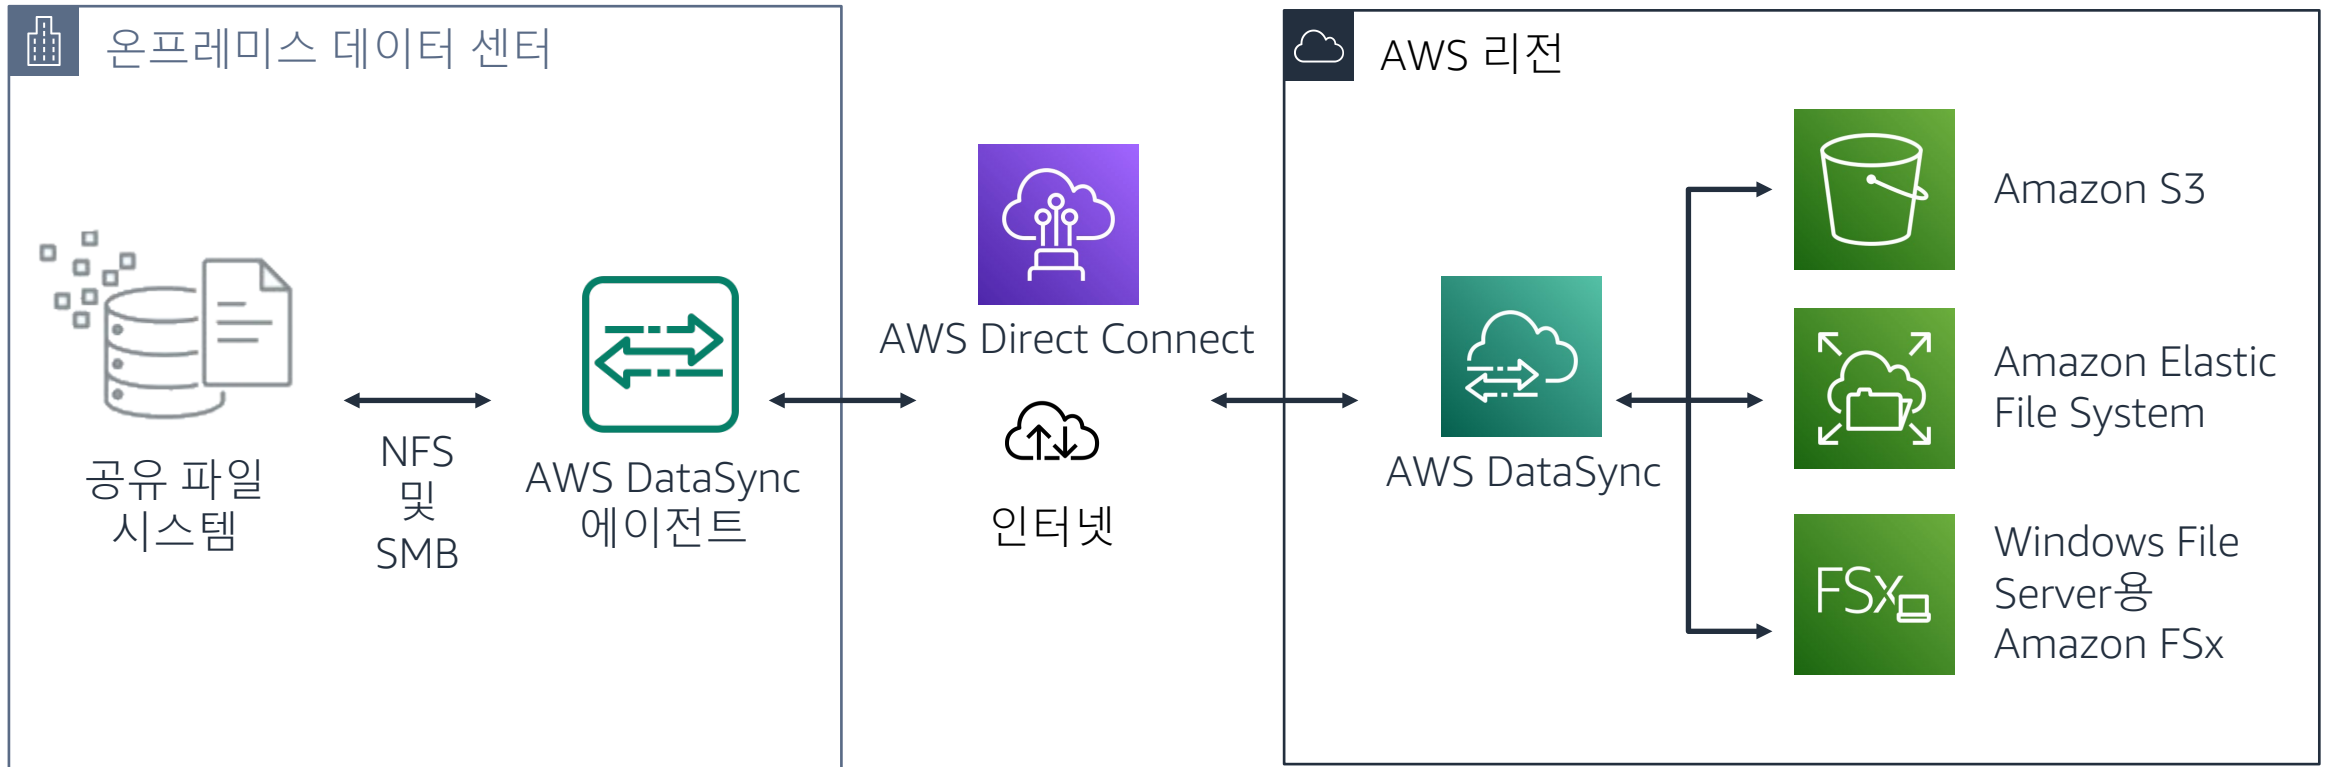 온프레미스 데이터 센터
공유 파일
시스템
NFS
및
SMB
AWS DataSync
에이전트
AWS Direct Connect
인터넷
AWS 리전
AWS DataSync
Amazon S3
Amazon Elastic
File System
FSx
Windows File
Server용
Amazon FSx